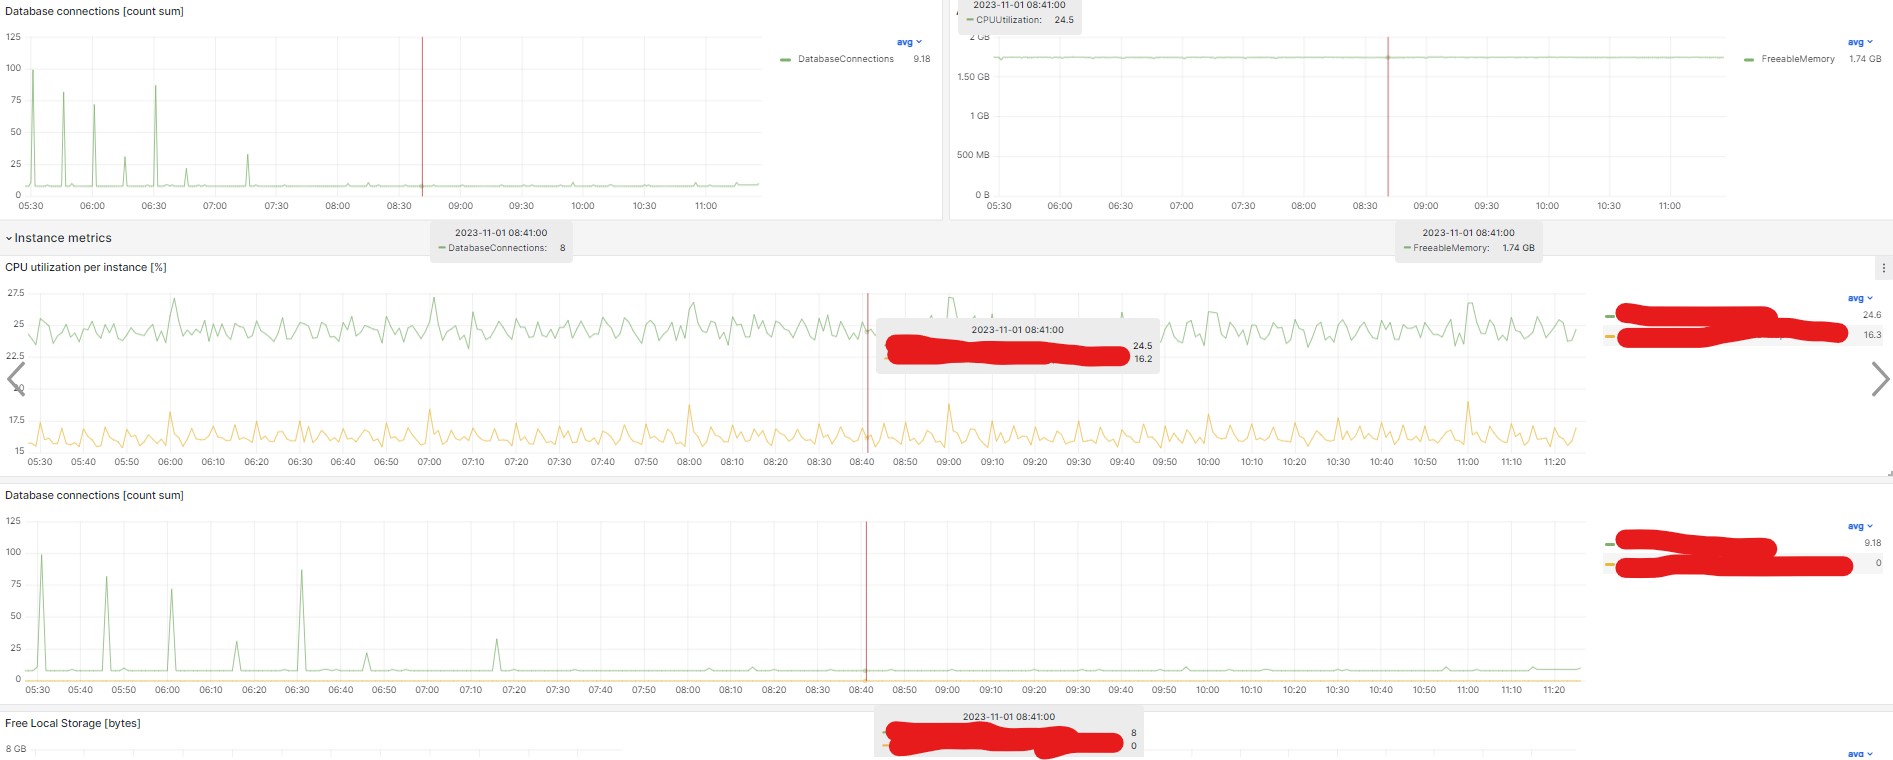 Database connections [count sum]
125
100
75
50
25
0
05:30 06:00 06:30 07:00 07:30 08:00 08:30 09:00 09:30 10:00 10:30 11:00
avg
DatabaseConnections 9.18
2023-11-01 08:41:00
CPUUtilization: 24.5
2 GB
1.50 GB
1 GB
500 MB
0 B
05:30 06:00 06:30 07:00 07:30 08:00 08:30 09:00 09:30 10:00 10:30 11:00
avg
FreeableMemory 1.74 GB
2023-11-01 08:41:00
DatabaseConnections: 8
2023-11-01 08:41:00
FreeableMemory: 1.74 GB
Instance metrics
CPU utilization per instance [%]
27.5
25
22.5
20
17.5
15
05:30 05:40 05:50 06:00 06:10 06:20 06:30 06:40 06:50 07:00 07:10 07:20 07:30 07:40 07:50 08:00 08:10 08:20 08:30 08:40 08:50 09:00 09:10 09:20 09:30 09:40 09:50 10:00 10:10 10:20 10:30 10:40 10:50 11:00 11:10 11:20
2023-11-01 08:41:00
24.5
16.2
avg
24.6
16.3
Database connections [count sum]
125
100
75
50
25
0
05:30 05:40 05:50 06:00 06:10 06:20 06:30 06:40 06:50 07:00 07:10 07:20 07:30 07:40 07:50 08:00 08:10 08:20 08:30 08:40 08:50 09:00 09:10 09:20 09:30 09:40 09:50 10:00 10:10 10:20 10:30 10:40 10:50 11:00 11:10 11:20
avg
9.18
0
2023-11-01 08:41:00
8
0
Free Local Storage [bytes]
8 GB
avg